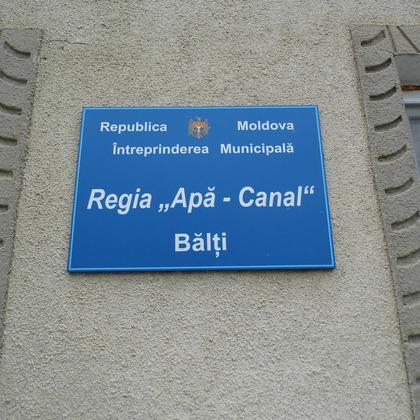 Republica Moldova
Întreprinderea Municipală
Regia „Apă - Canal“
Bălți